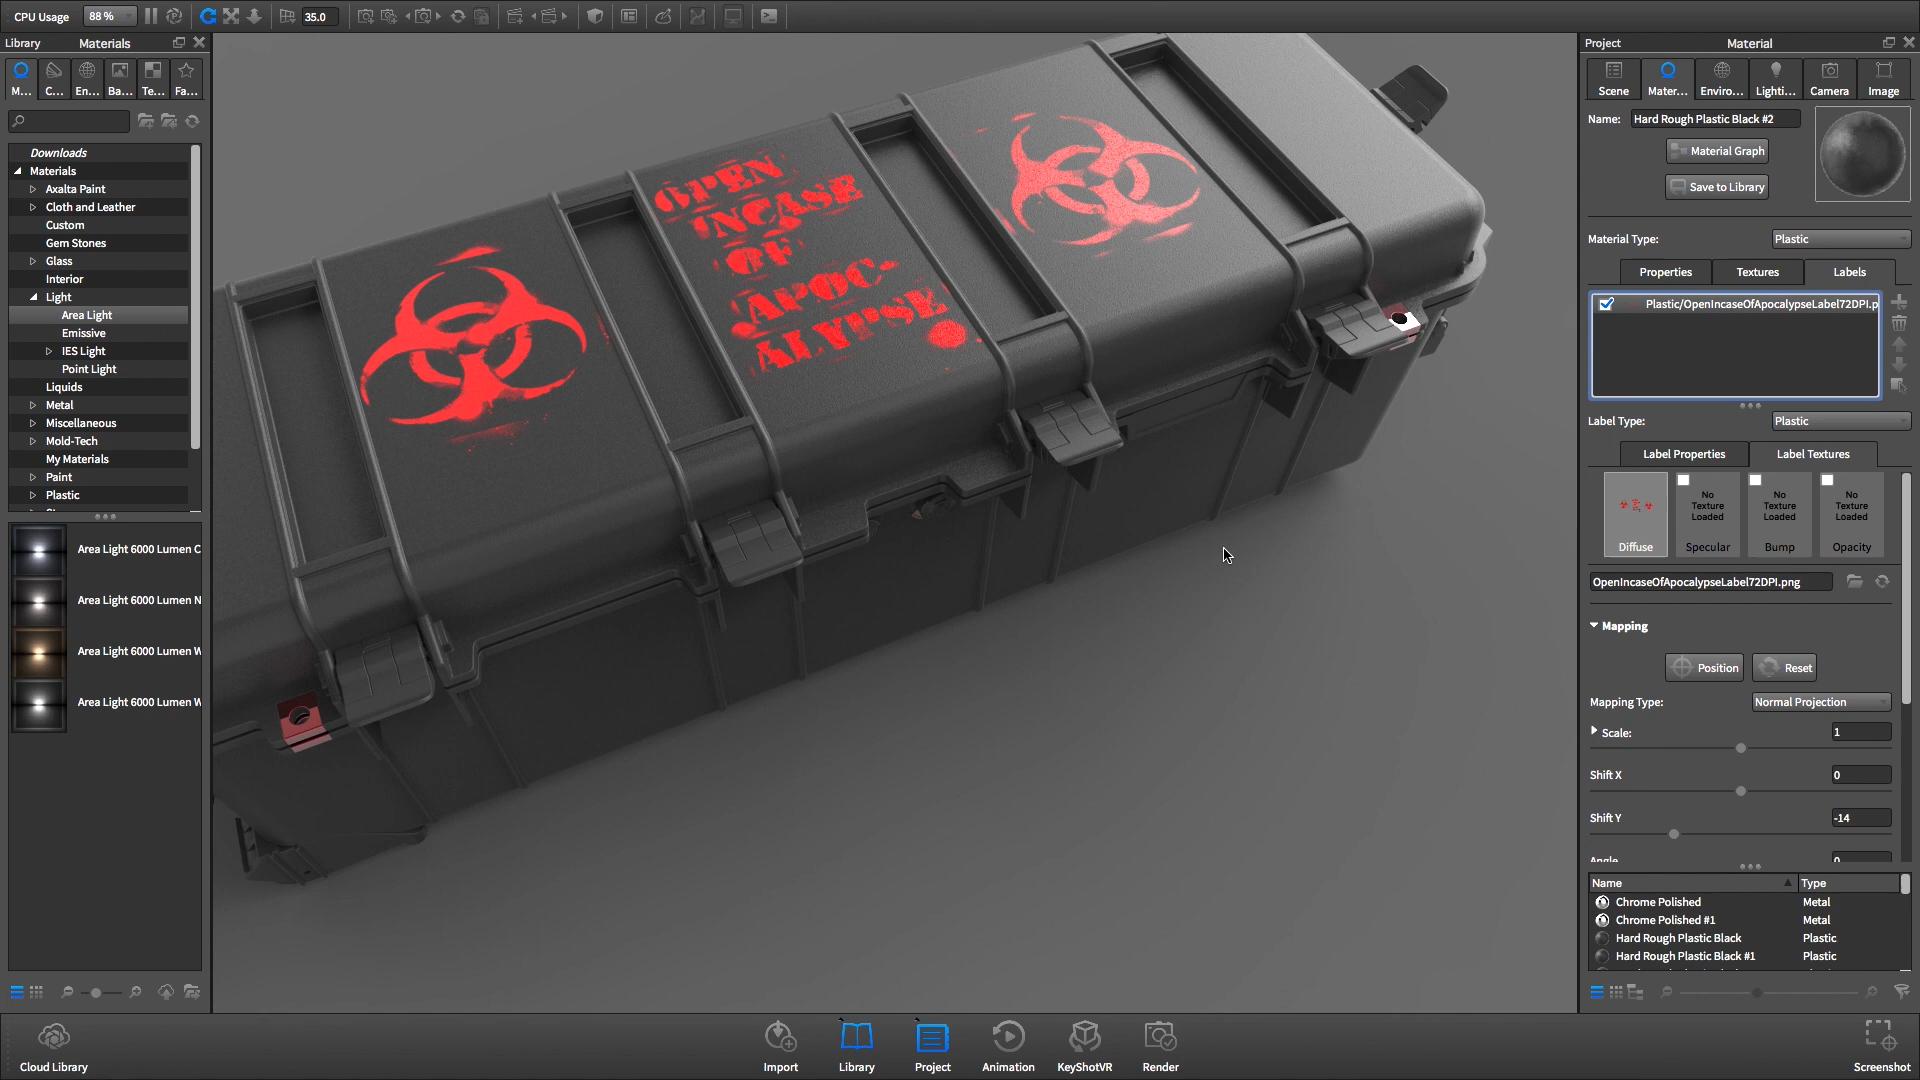 CPU Usage
88 %
35.0
Library
Materials
M...
C...
En...
Ba...
Te...
Fa...
Downloads
Materials
Axalta Paint
Cloth and Leather
Custom
Gem Stones
Glass
Interior
Light
Area Light
Emissive
IES Light
Point Light
Liquids
Metal
Miscellaneous
Mold-Tech
My Materials
Paint
Plastic
Area Light 6000 Lumen C
Area Light 6000 Lumen N
Area Light 6000 Lumen W
Area Light 6000 Lumen W
OPEN
INCASE
OF
APOC-
ALYPSE
Project
Material
Scene
Mater...
Enviro...
Lighti...
Camera
Image
Name:
Hard Rough Plastic Black #2
Material Graph
Save to Library
Material Type:
Plastic
Properties
Textures
Labels
Plastic/OpenIncaseOfApocalypseLabel72DPI.p
Label Type:
Plastic
Label Properties
Label Textures
Diffuse
No
Texture
Loaded
Specular
No
Texture
Loaded
Bump
No
Texture
Loaded
Opacity
OpenIncaseOfApocalypseLabel72DPI.png
Mapping
Position
Reset
Mapping Type:
Normal Projection
Scale:
1
Shift X
0
Shift Y
-14
Angle
0
Name
Type
Chrome Polished
Metal
Chrome Polished #1
Metal
Hard Rough Plastic Black
Plastic
Hard Rough Plastic Black #1
Plastic
Cloud Library
Import
Library
Project
Animation
KeyShotVR
Render
Screenshot